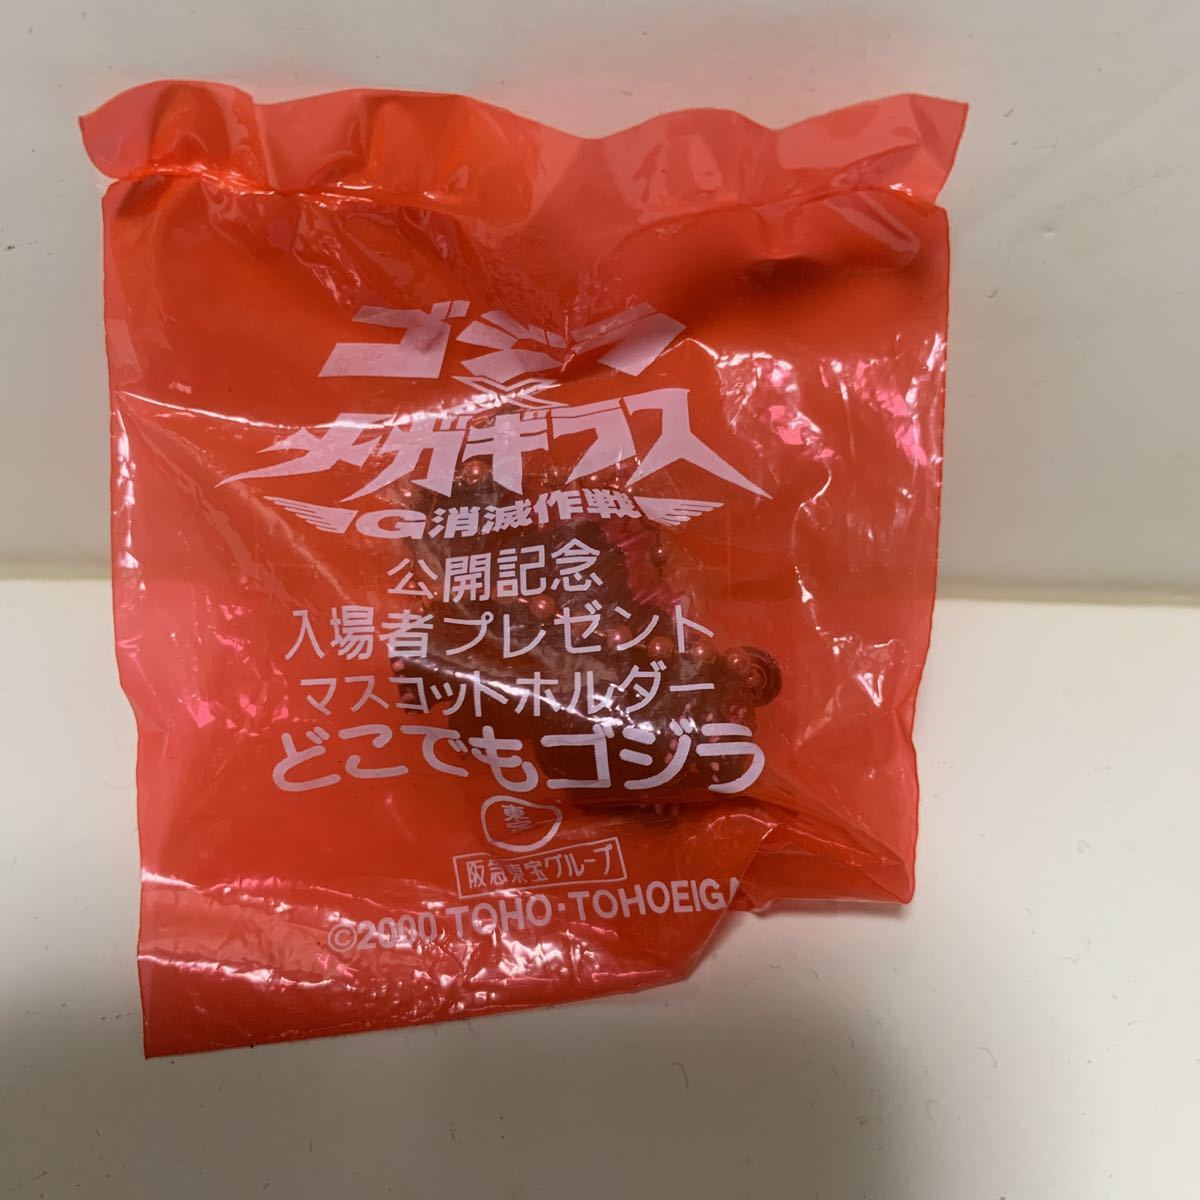 ゴジラ
×
メガギラス
G消滅作戦
公開記念
入場者プレゼント
マスコットホルダー
どこでもゴジラ
阪急東宝グループ
©2000 TOHO・TOHOEIGA